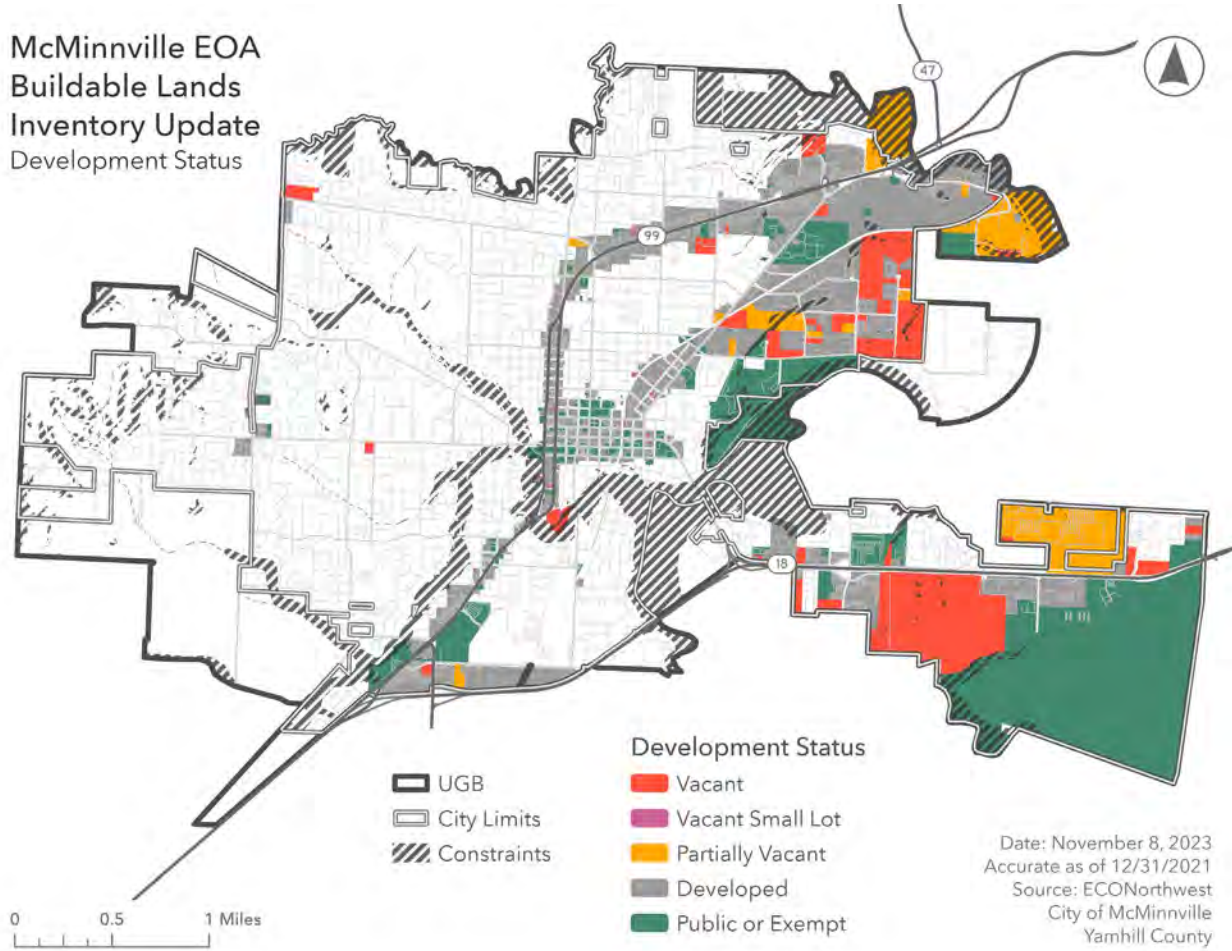 McMinnville EOA
Buildable Lands
Inventory Update
Development Status
47
99
18
UGB
City Limits
Constraints
Development Status
Vacant
Vacant Small Lot
Partially Vacant
Developed
Public or Exempt
Date: November 8, 2023
Accurate as of 12/31/2021
Source: ECONorthwest
City of McMinnville
Yamhill County
0 0.5 1 Miles